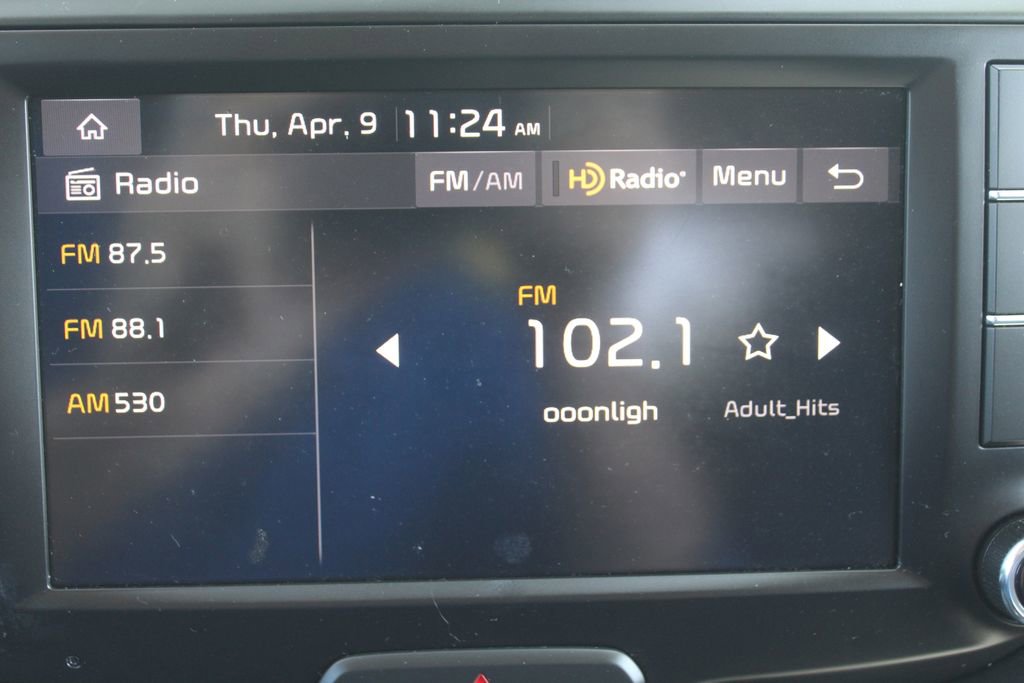 Thu, Apr, 9 11:24 AM
Radio FM/AM HD Radio Menu
FM 87.5
FM 88.1
AM 530
FM
102.1
ooonligh Adult_Hits